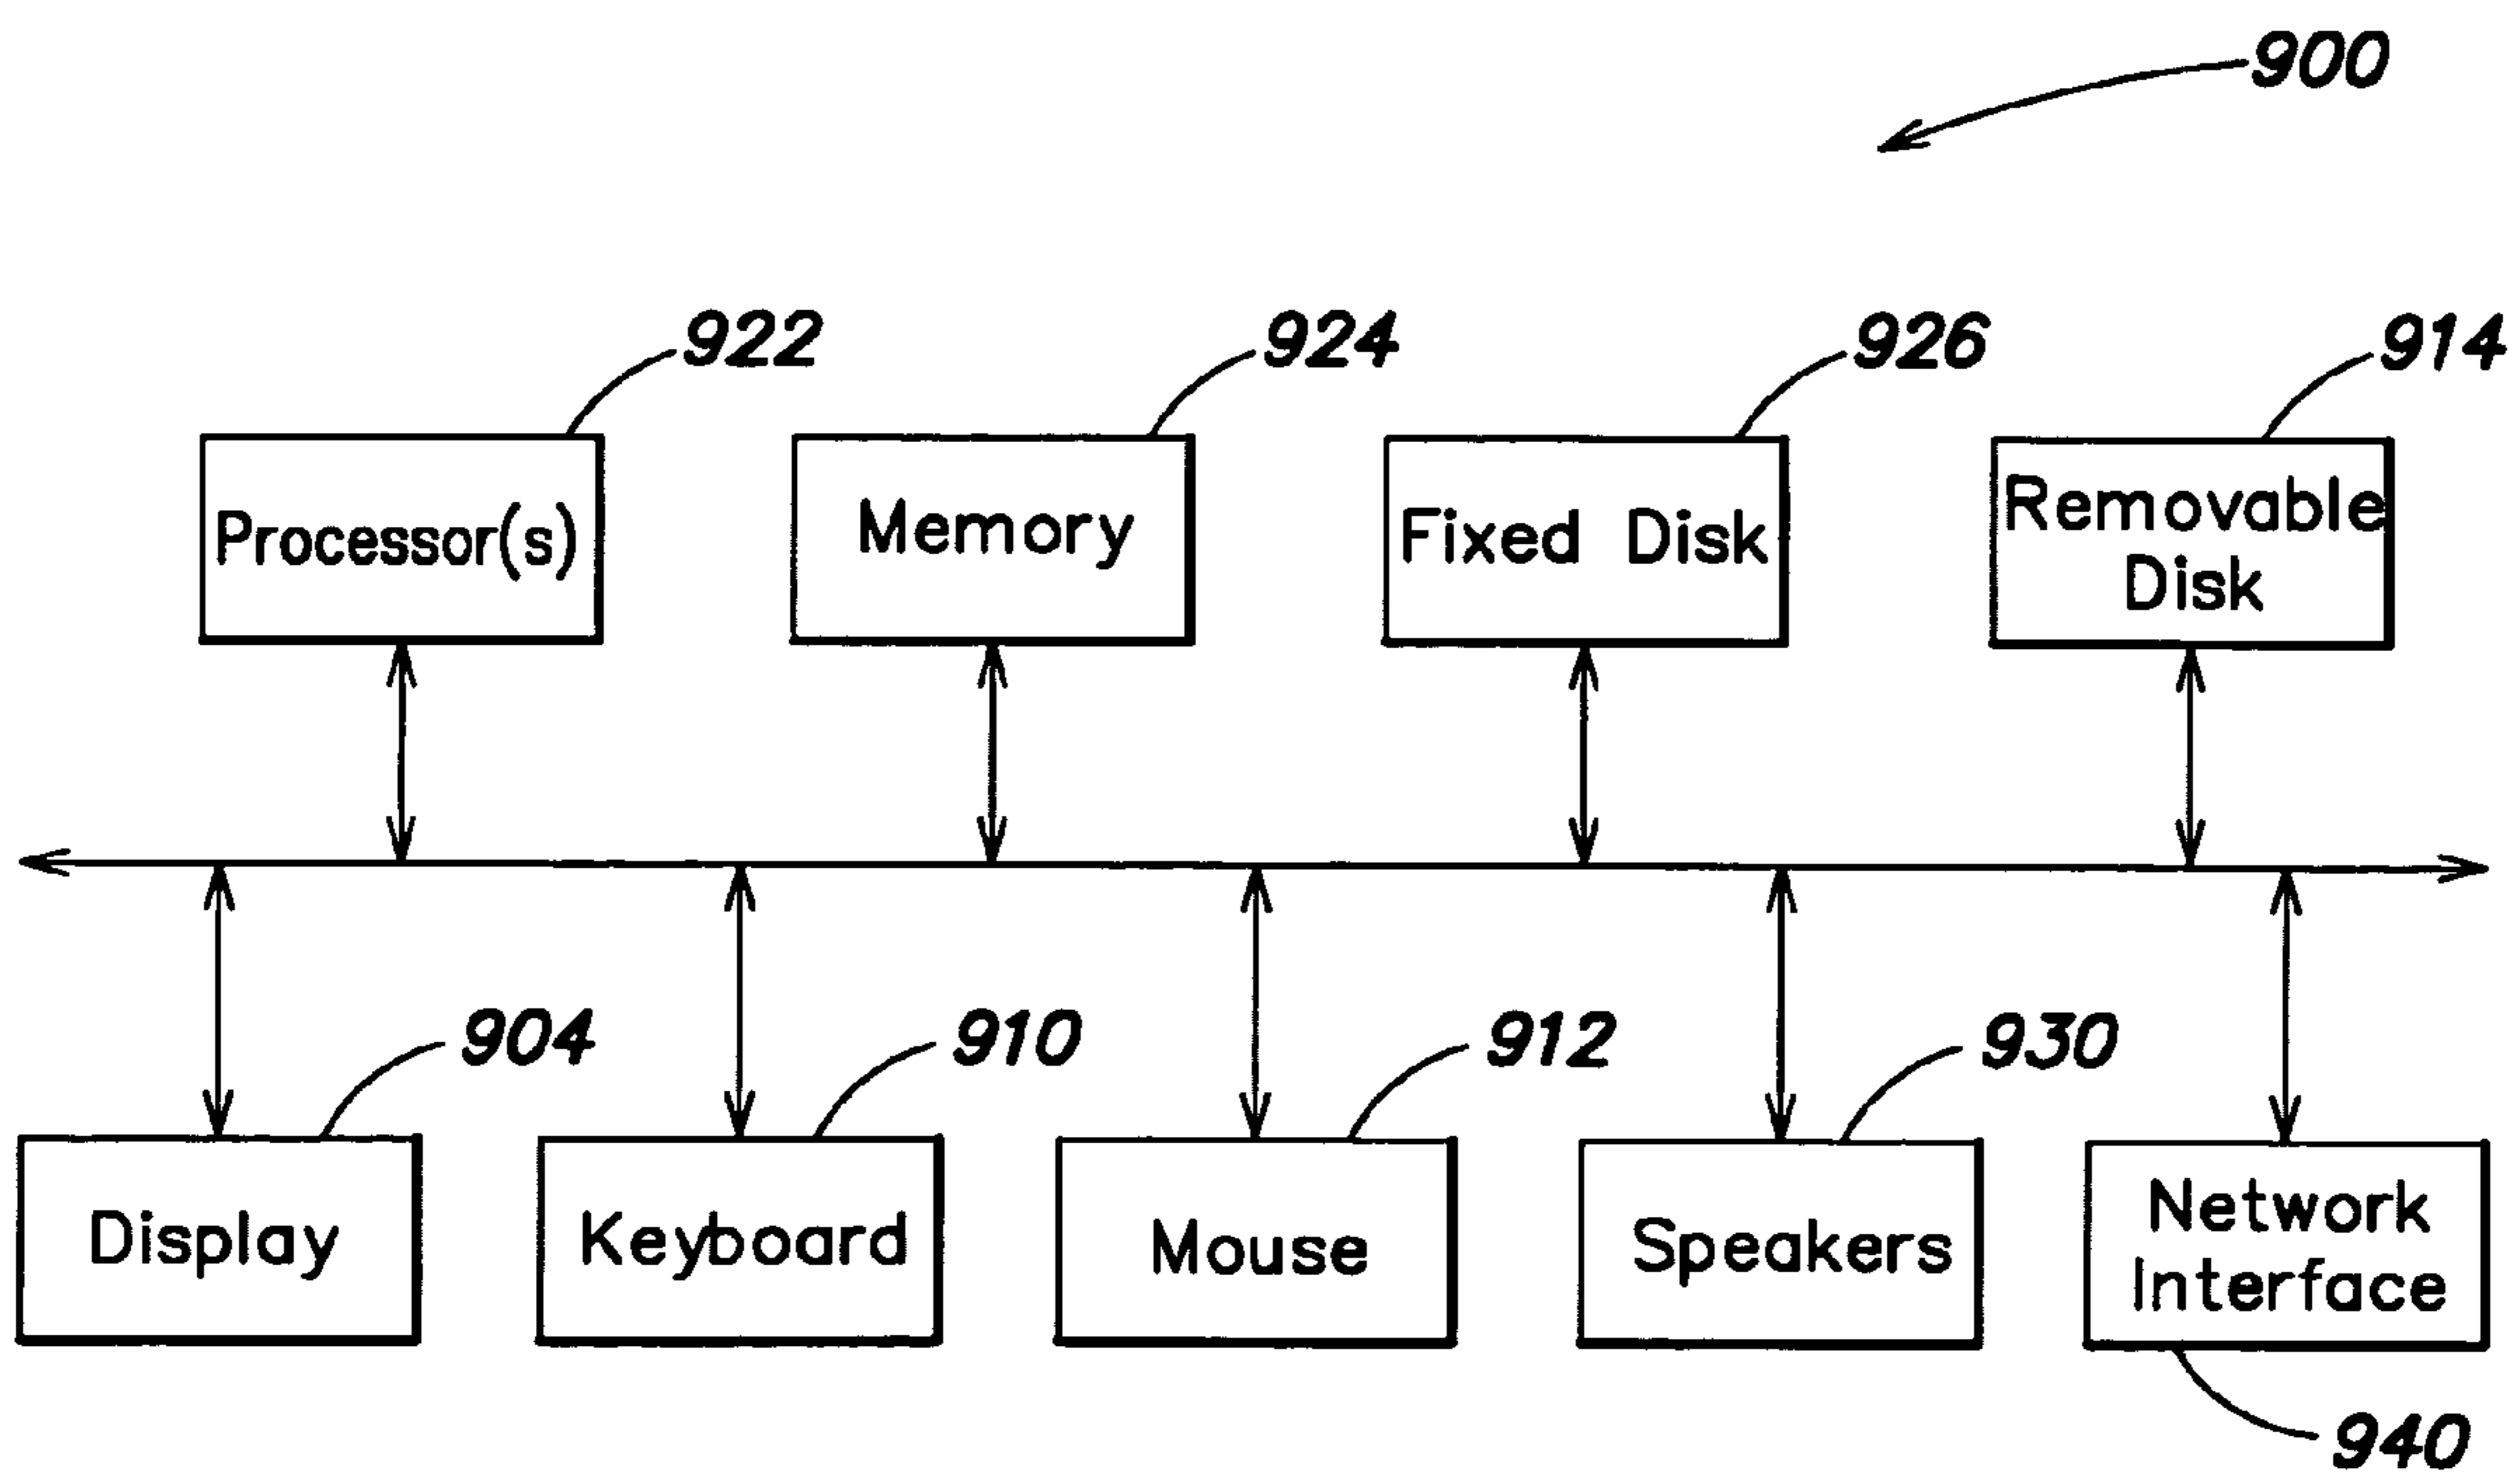 900
922
924
926
914
Processor(s)
Memory
Fixed Disk
Removable
Disk
904
910
912
930
Display
Keyboard
Mouse
Speakers
Network
Interface
940